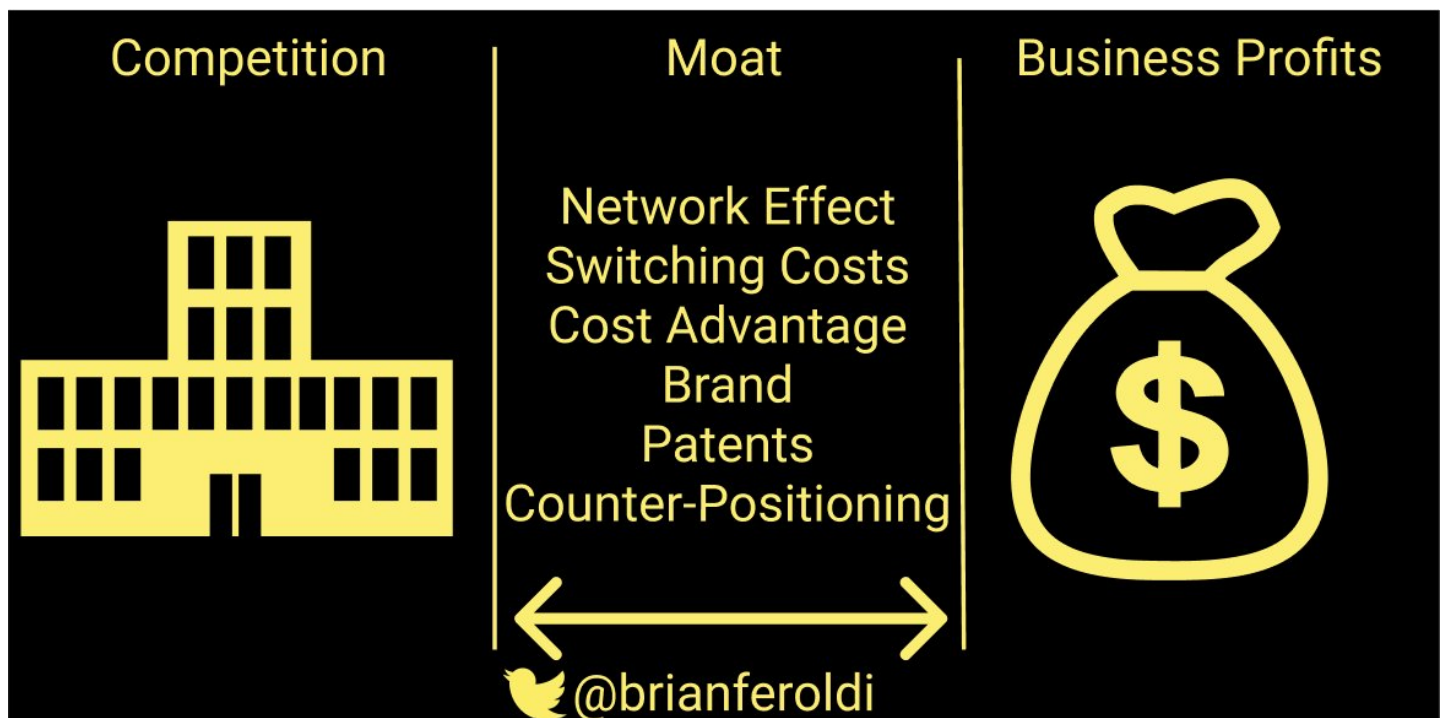 Competition
Moat
Business Profits
Network Effect
Switching Costs
Cost Advantage
Brand
Patents
Counter-Positioning
$
@brianferoldi